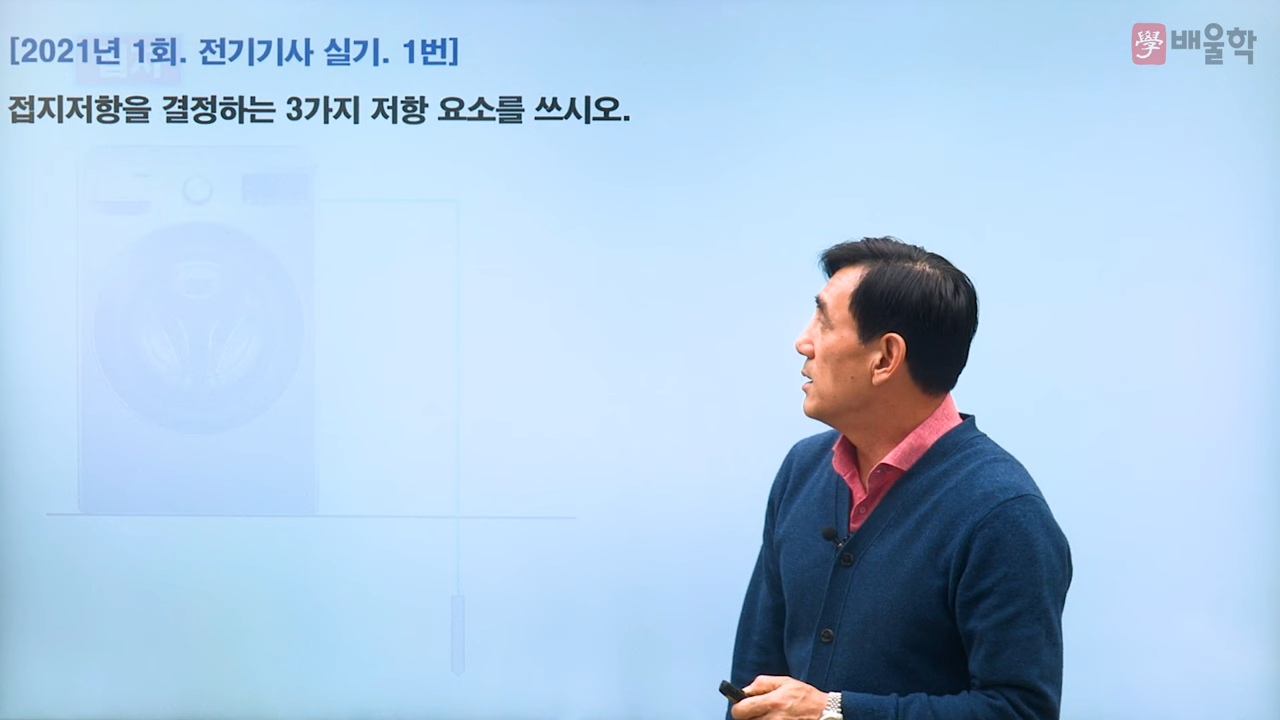 [2021년 1회. 전기기사 실기. 1번]
접지저항을 결정하는 3가지 저항 요소를 쓰시오.
學 배울학